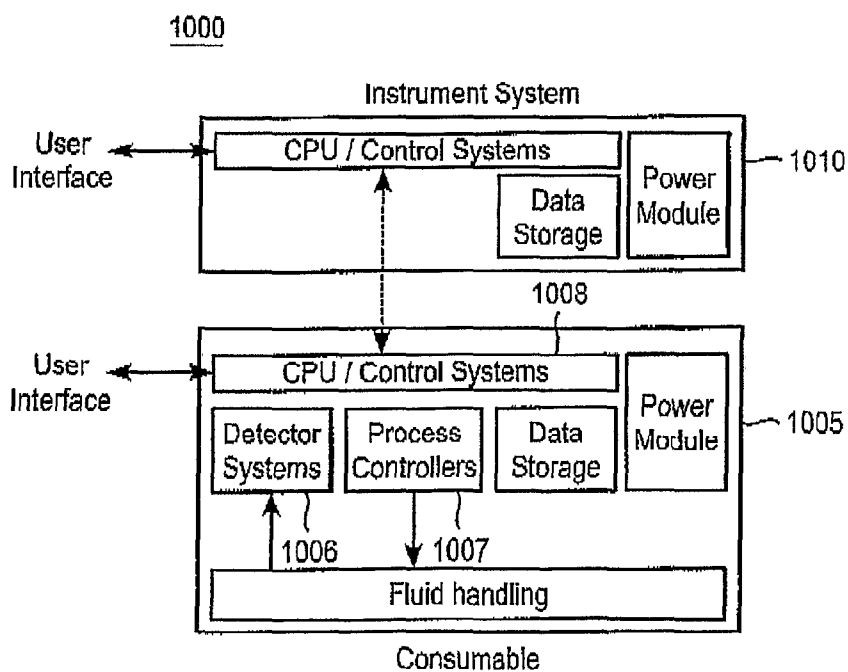 1000
Instrument System
User
Interface
CPU / Control Systems
Data
Storage
Power
Module
1010
1008
User
Interface
CPU / Control Systems
Detector
Systems
Process
Controllers
Data
Storage
Power
Module
1005
1006
1007
Fluid handling
Consumable